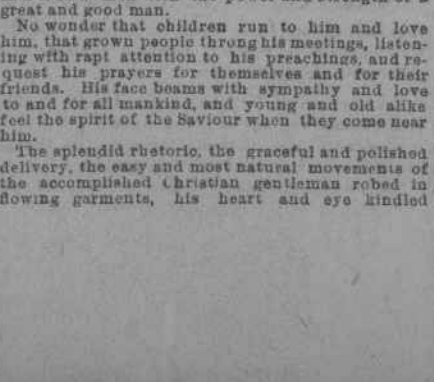 great and good man.
No wonder that children run to him and love
him, that grown people throng his meetings, listen-
ing with rapt attention to his preachings, and re-
quest his prayers for themselves and for their
friends. His face beams with sympathy and love
to and for all mankind, and young and old alike
feel the spirit of the Saviour when they come near
him.
The splendid rhetoric, the graceful and polished
delivery, the easy and most natural movements of
the accomplished Christian gentleman robed in
flowing garments, his heart and eye kindled